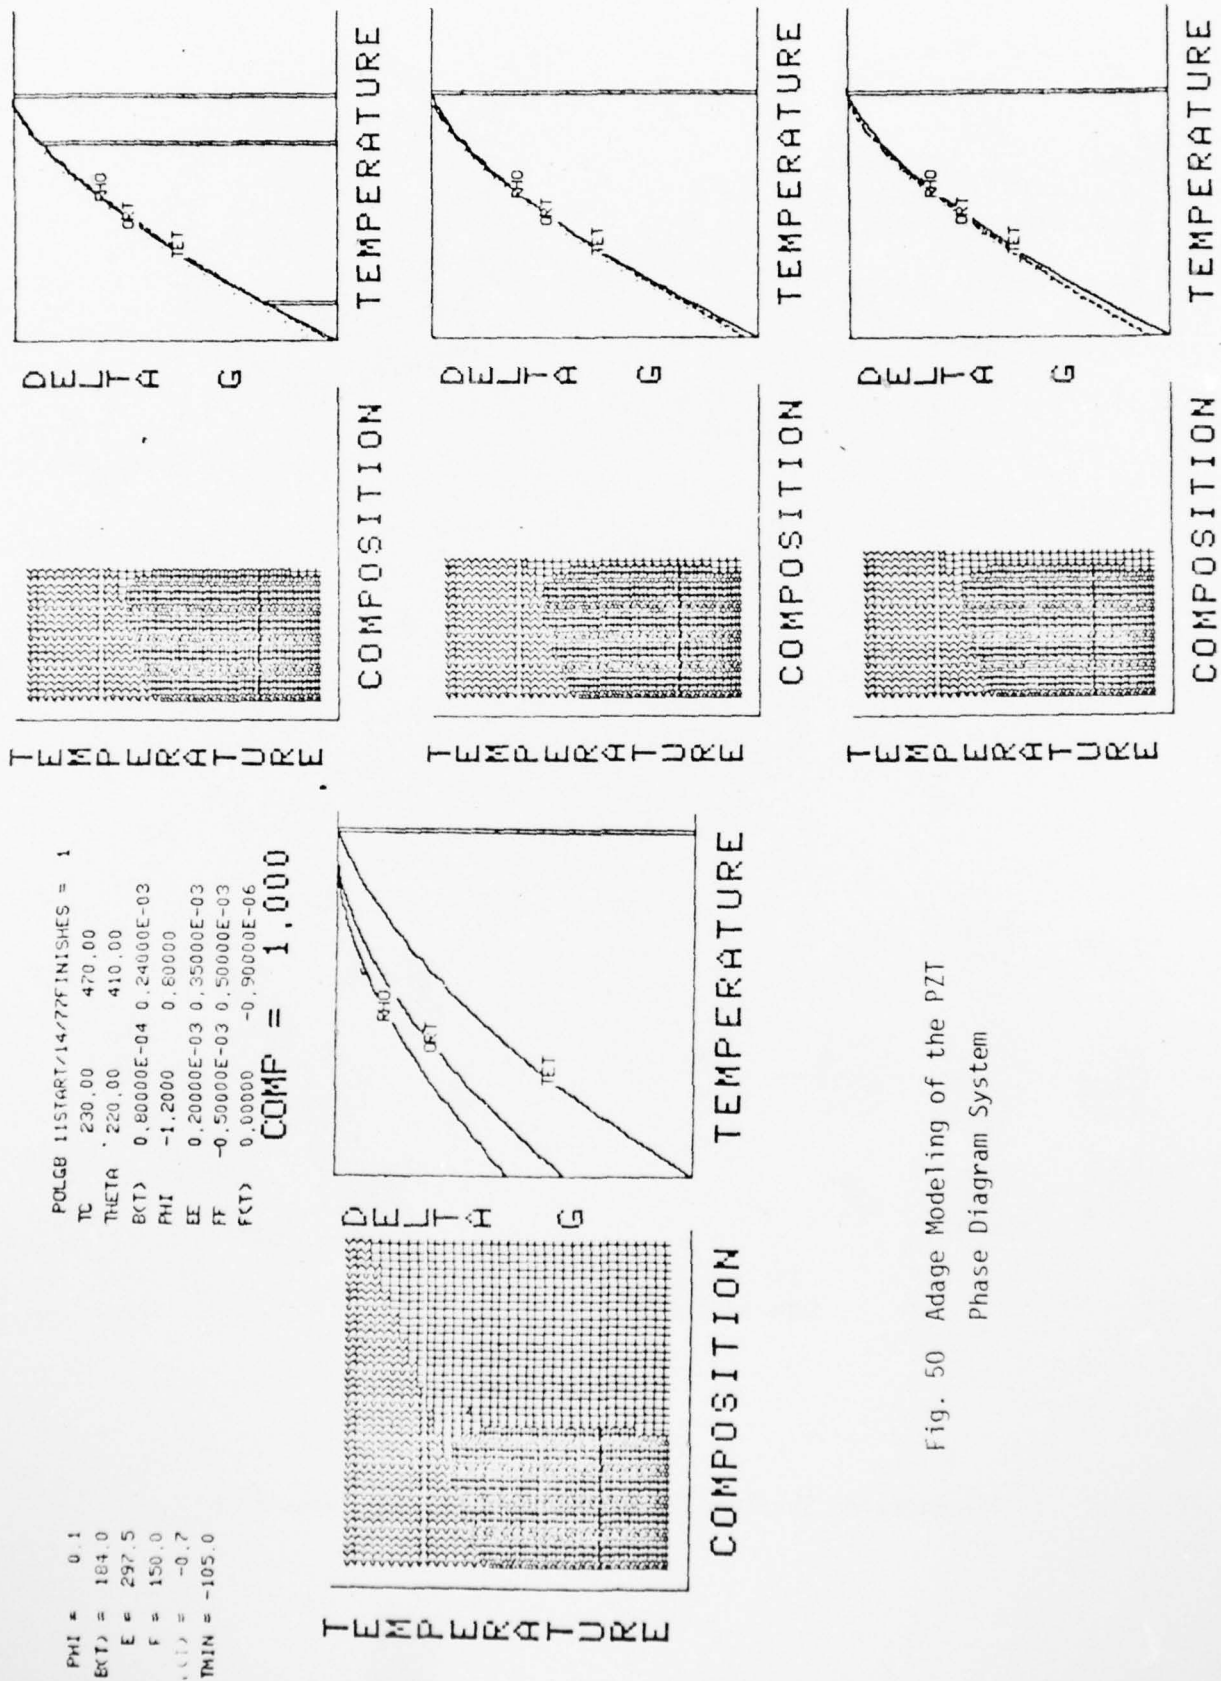 PHI = 0.1
B(T) = 184.0
E = 297.5
F = 150.0
= -0.7
TMIN = -105.0
POLGB 11START/14/77FINISHES = 1
TC 230.00 470.00
THETA 220.00 410.00
B(T) 0.80000E-04 0.24000E-03
PHI -1.2000 0.80000
EE 0.20000E-03 0.35000E-03
FF -0.50000E-03 0.50000E-03
F(T) 0.00000 -0.90000E-06
COMP = 1.000
TEMPERATURE
COMPOSITION
DELTA G
RHO
ORT
TET
TEMPERATURE
TEMPERATURE
COMPOSITION
DELTA G
RHO
ORT
TET
TEMPERATURE
TEMPERATURE
COMPOSITION
DELTA G
RHO
ORT
TET
TEMPERATURE
TEMPERATURE
COMPOSITION
DELTA G
RHO
ORT
TET
TEMPERATURE
Fig. 50 Adage Modeling of the PZT
Phase Diagram System